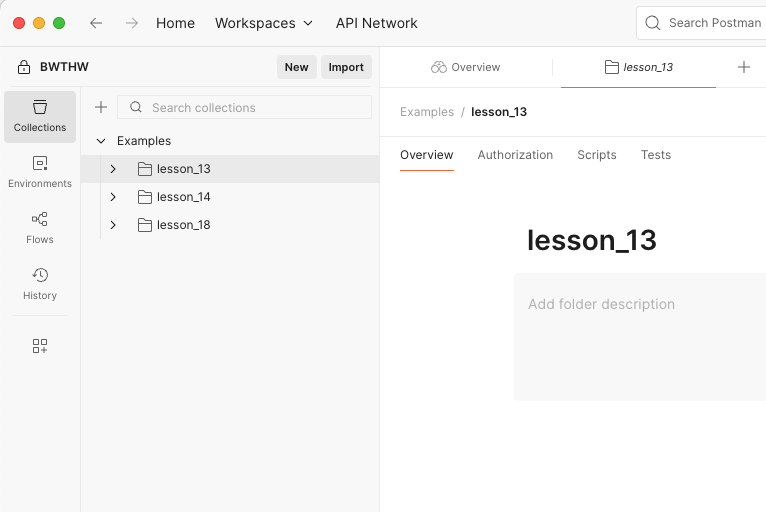 Home Workspaces API Network Search Postman
BWTHW New Import
Overview lesson_13
Collections
Environments
Flows
History
Search collections
Examples
lesson_13
lesson_14
lesson_18
Examples / lesson_13
Overview Authorization Scripts Tests
lesson_13
Add folder description